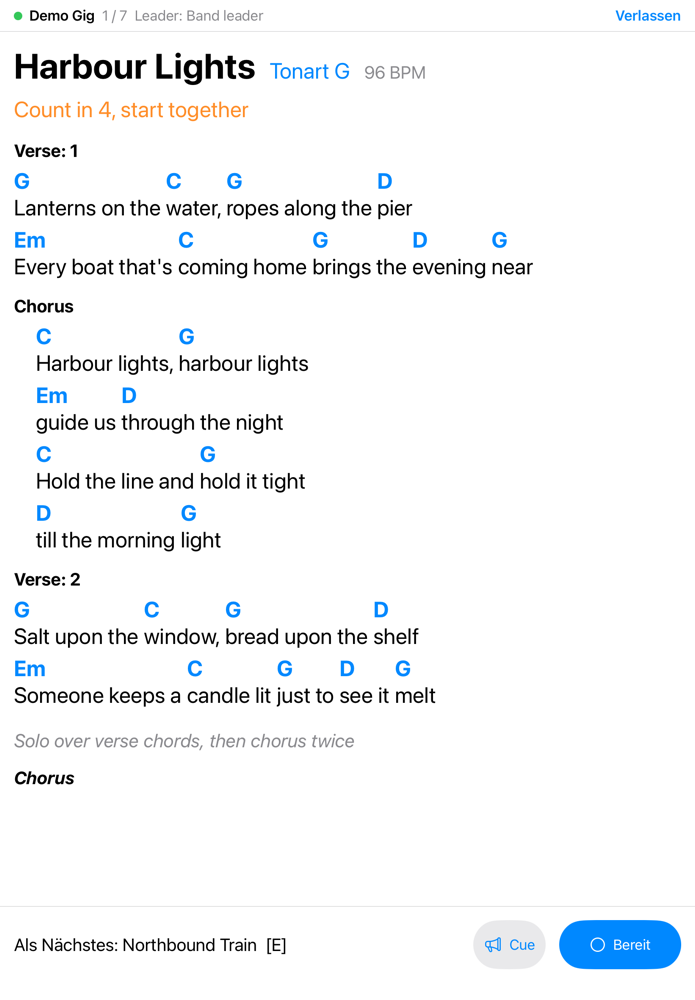 Demo Gig 1 / 7 Leader: Band leader Verlassen
Harbour Lights Tonart G 96 BPM
Count in 4, start together
Verse: 1
G C G D
Lanterns on the water, ropes along the pier
Em C G D G
Every boat that's coming home brings the evening near
Chorus
C G
Harbour lights, harbour lights
Em D
guide us through the night
C G
Hold the line and hold it tight
D G
till the morning light
Verse: 2
G C G D
Salt upon the window, bread upon the shelf
Em C G D G
Someone keeps a candle lit just to see it melt
Solo over verse chords, then chorus twice
Chorus
Als Nächstes: Northbound Train [E] Cue Bereit